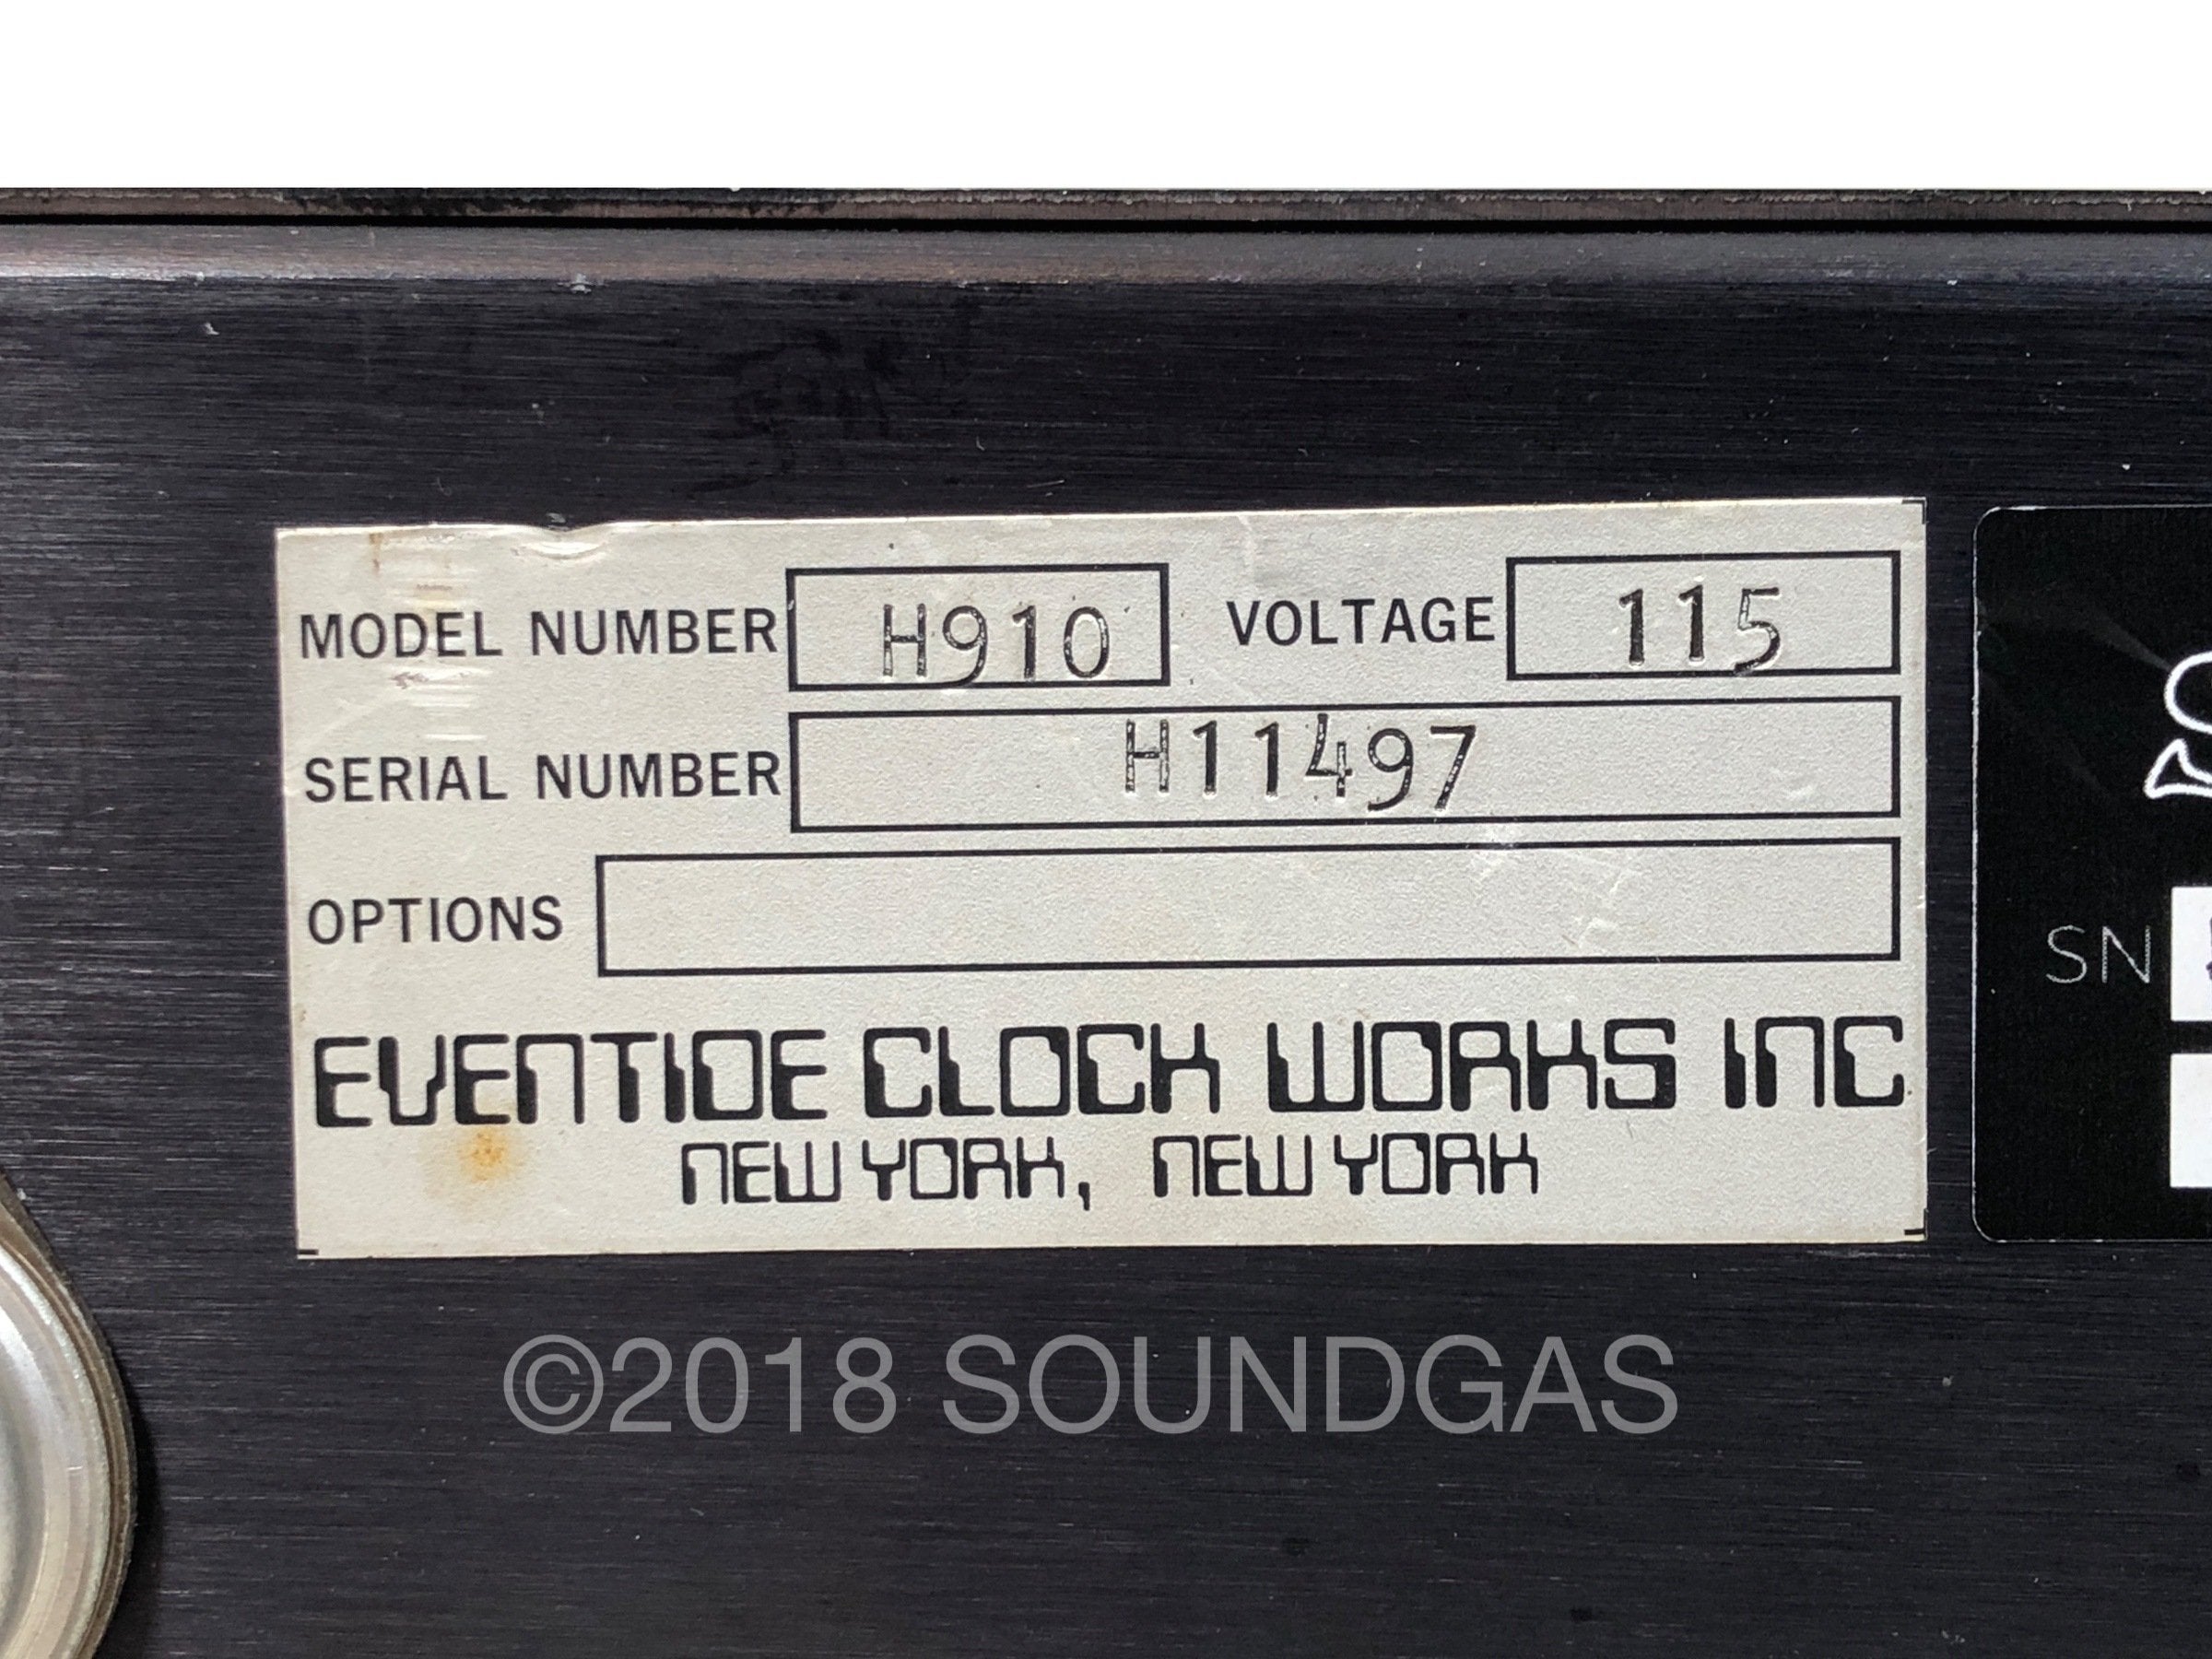 MODEL NUMBER H910 VOLTAGE 115
SERIAL NUMBER H11497
OPTIONS
EVENTIDE CLOCK WORKS INC
NEW YORK, NEW YORK
SN
©2018 SOUNDGAS